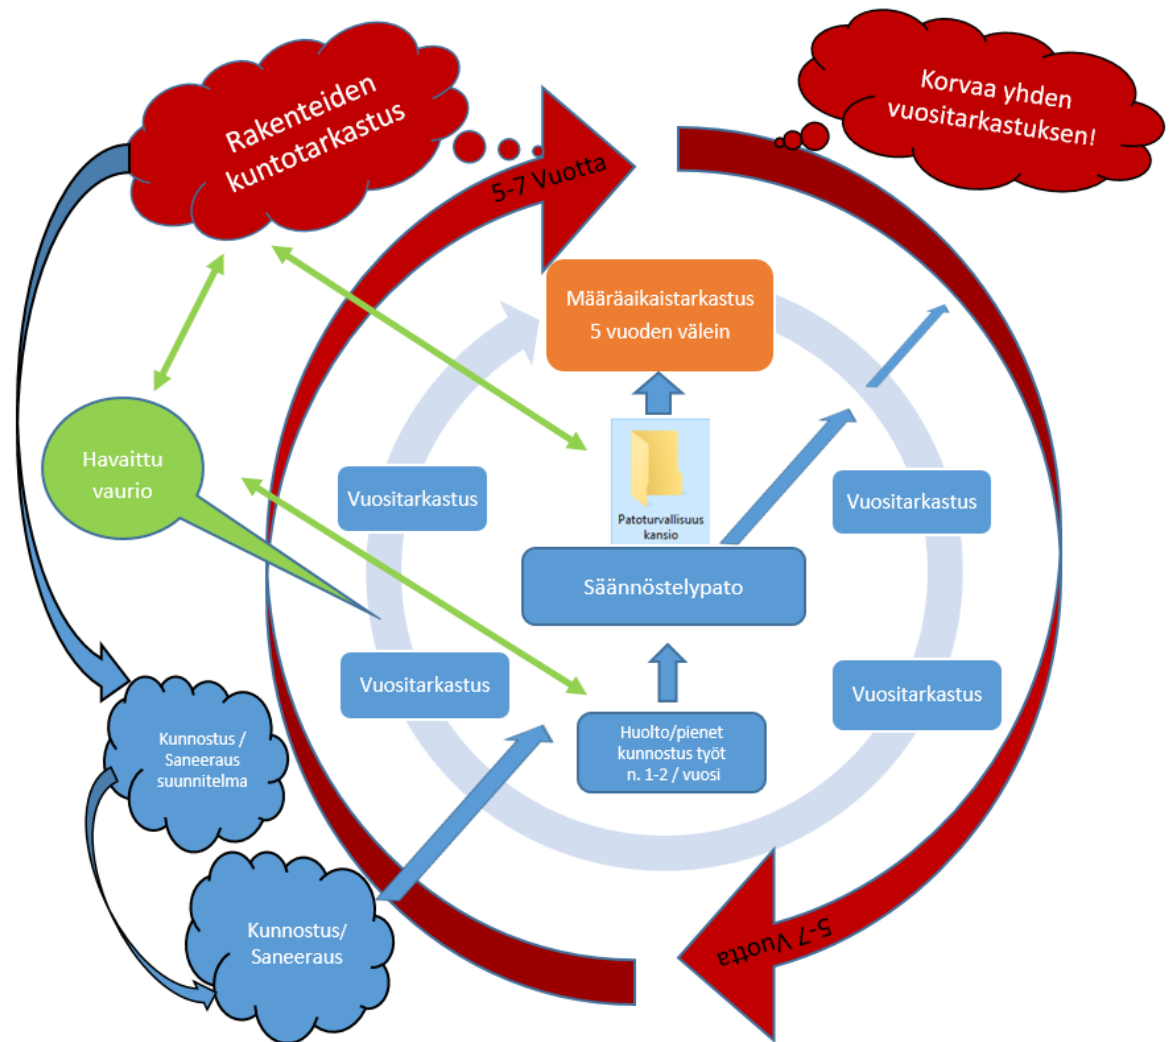 Rakenteiden
kuntotarkastus
Korvaa yhden
vuositarkastuksen!
5-7 Vuotta
Määräaikaistarkastus
5 vuoden välein
Havaittu
vaurio
Vuositarkastus
Patoturvallisuus
kansio
Vuositarkastus
Säännöstelypato
Vuositarkastus
Vuositarkastus
Huolto/pienet
kunnostus työt
n. 1-2 / vuosi
Kunnostus /
Saneeraus
suunnitelma
Kunnostus/
Saneeraus
5-7 Vuotta